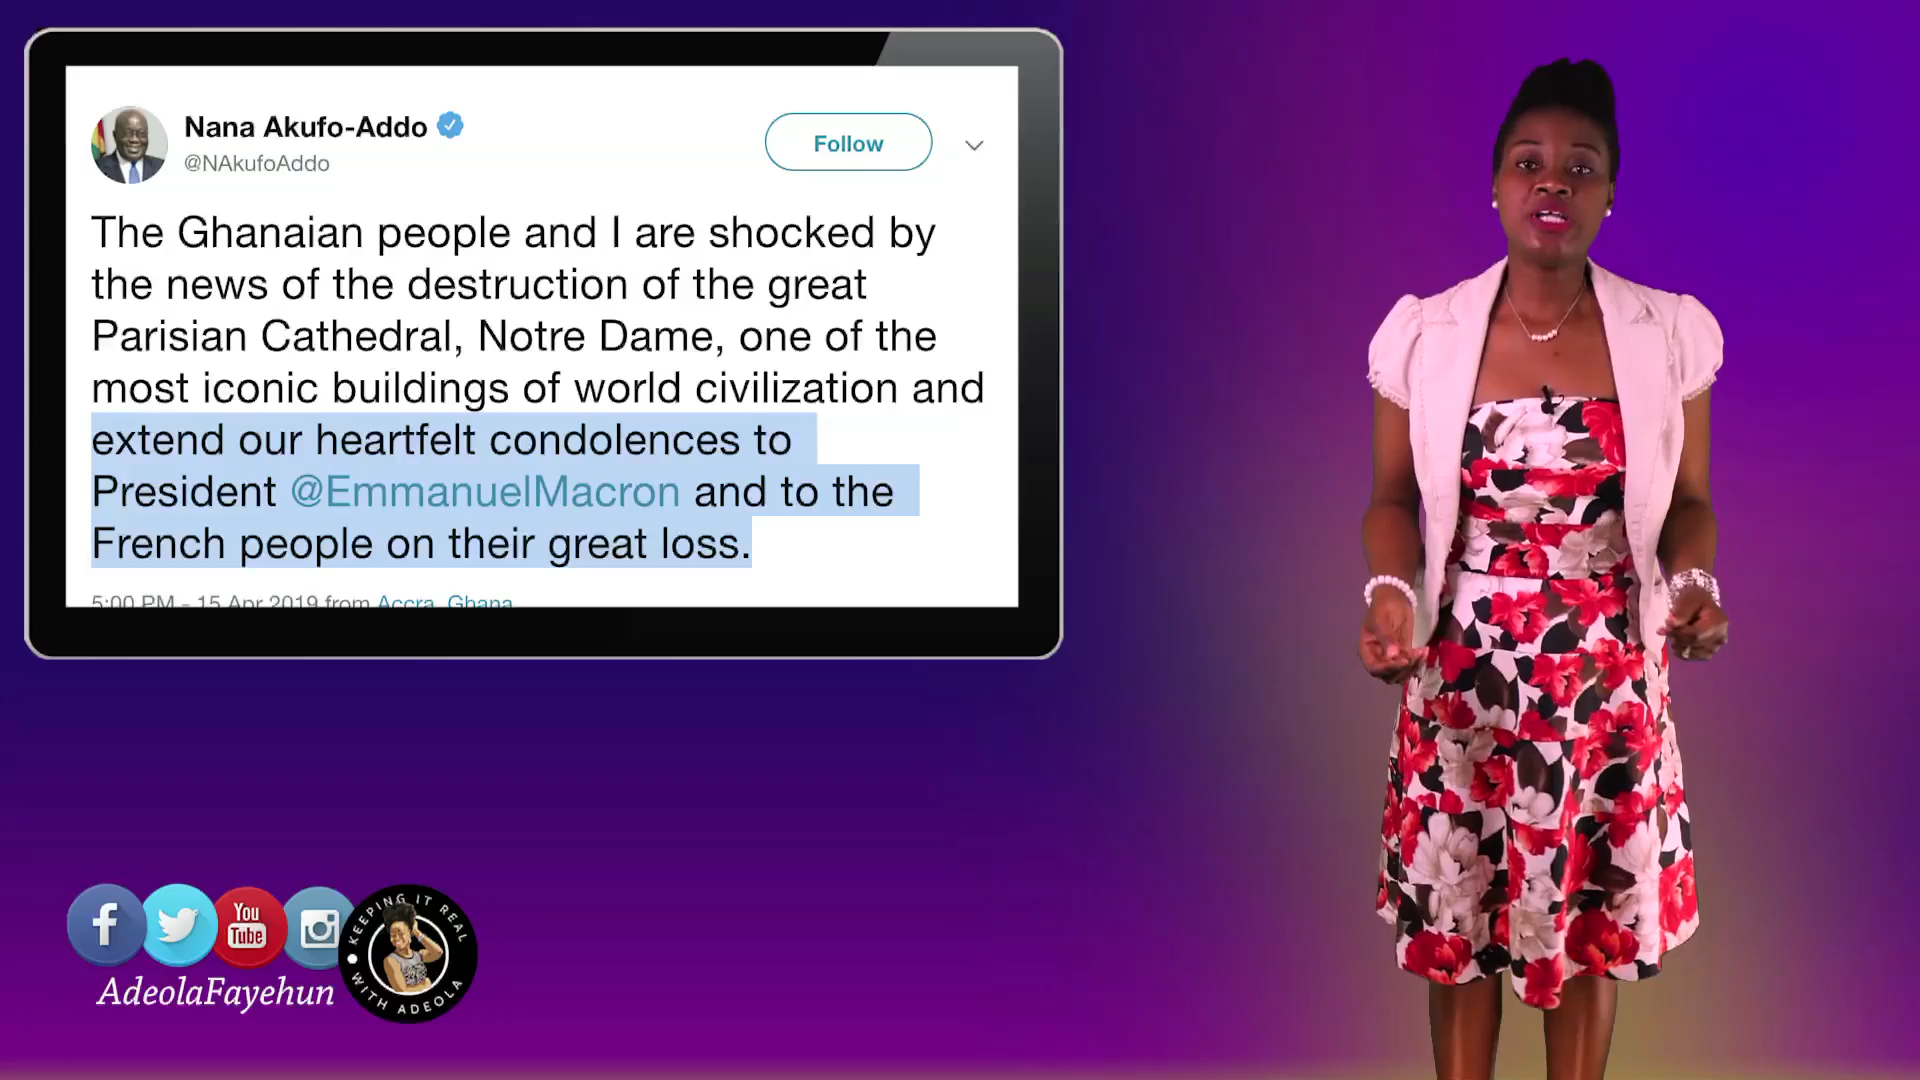 Nana Akufo-Addo
@NAkufoAddo
Follow
The Ghanaian people and I are shocked by
the news of the destruction of the great
Parisian Cathedral, Notre Dame, one of the
most iconic buildings of world civilization and
extend our heartfelt condolences to
President @EmmanuelMacron and to the
French people on their great loss.
5:00 PM - 15 Apr 2019 from Accra, Ghana
f
You
Tube
AdeolaFayehun
KEEPING IT REAL
WITH ADEOLA